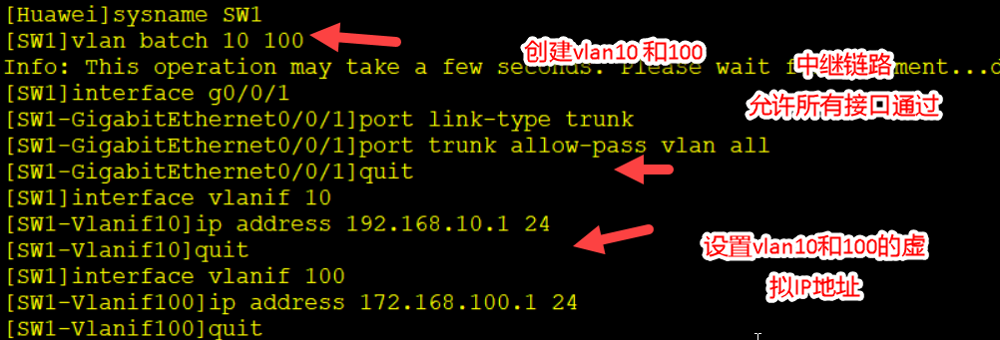 [Huawei]sysname SW1
[SW1]vlan batch 10 100
创建vlan10 和100
中继链路
Info: This operation may take a few seconds. Please wait f
ment...d
[SW1]interface g0/0/1
允许所有接口通过
[SW1-GigabitEthernet0/0/1]port link-type trunk
[SW1-GigabitEthernet0/0/1]port trunk allow-pass vlan all
[SW1-GigabitEthernet0/0/1]quit
[SW1]interface vlanif 10
[SW1-Vlanif10]ip address 192.168.10.1 24
[SW1-Vlanif10]quit
设置vlan10和100的虚
拟IP地址
[SW1]interface vlanif 100
[SW1-Vlanif100]ip address 172.168.100.1 24
[SW1-Vlanif100]quit